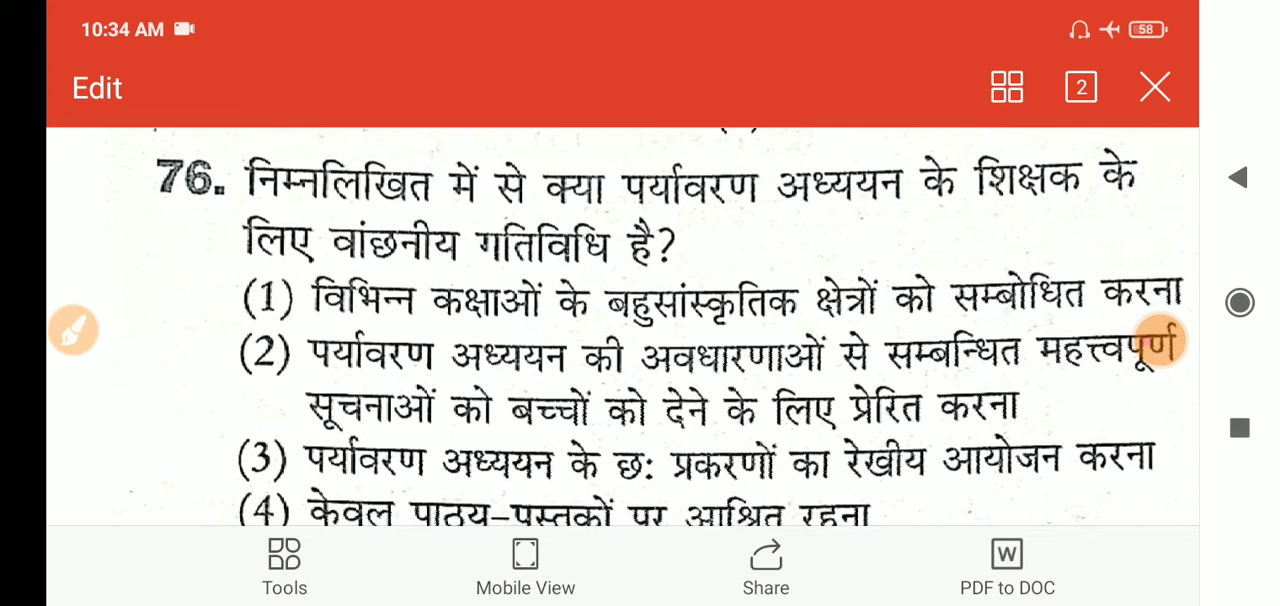 10:34 AM
58
Edit
2
76. निम्नलिखित में से क्या पर्यावरण अध्ययन के शिक्षक के
लिए वांछनीय गतिविधि है?
(1) विभिन्न कक्षाओं के बहुसांस्कृतिक क्षेत्रों को सम्बोधित करना
(2) पर्यावरण अध्ययन की अवधारणाओं से सम्बन्धित महत्त्वपूर्ण
सूचनाओं को बच्चों को देने के लिए प्रेरित करना
(3) पर्यावरण अध्ययन के छः प्रकरणों का रेखीय आयोजन करना
(4) केवल पाठ्य-पुस्तकों पर आश्रित रहना
Tools
Mobile View
Share
W
PDF to DOC